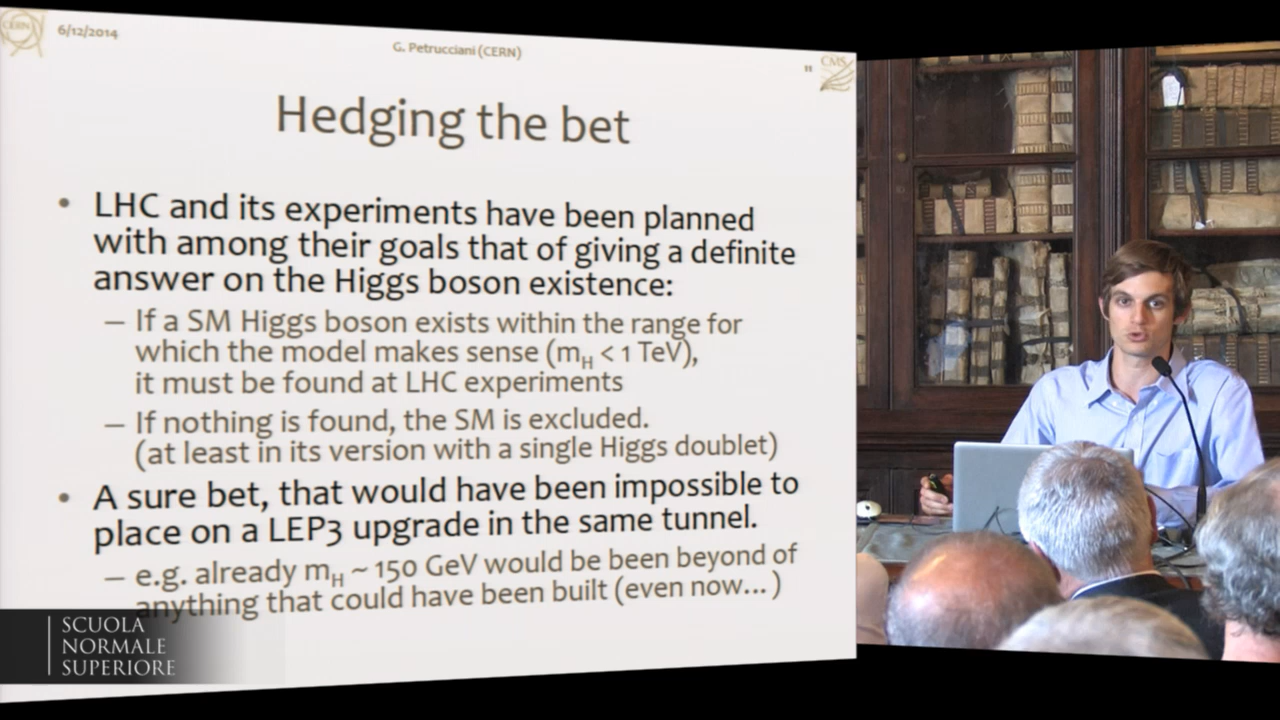 CERN
6/12/2014
G. Petrucciani (CERN)
"
CMS
Hedging the bet
• LHC and its experiments have been planned
with among their goals that of giving a definite
answer on the Higgs boson existence:
– If a SM Higgs boson exists within the range for
which the model makes sense (mH < 1 TeV),
it must be found at LHC experiments
– If nothing is found, the SM is excluded.
(at least in its version with a single Higgs doublet)
• A sure bet, that would have been impossible to
place on a LEP3 upgrade in the same tunnel.
– e.g. already mH ~ 150 GeV would be been beyond of
anything that could have been built (even now... )
SCUOLA
NORMALE
SUPERIORE